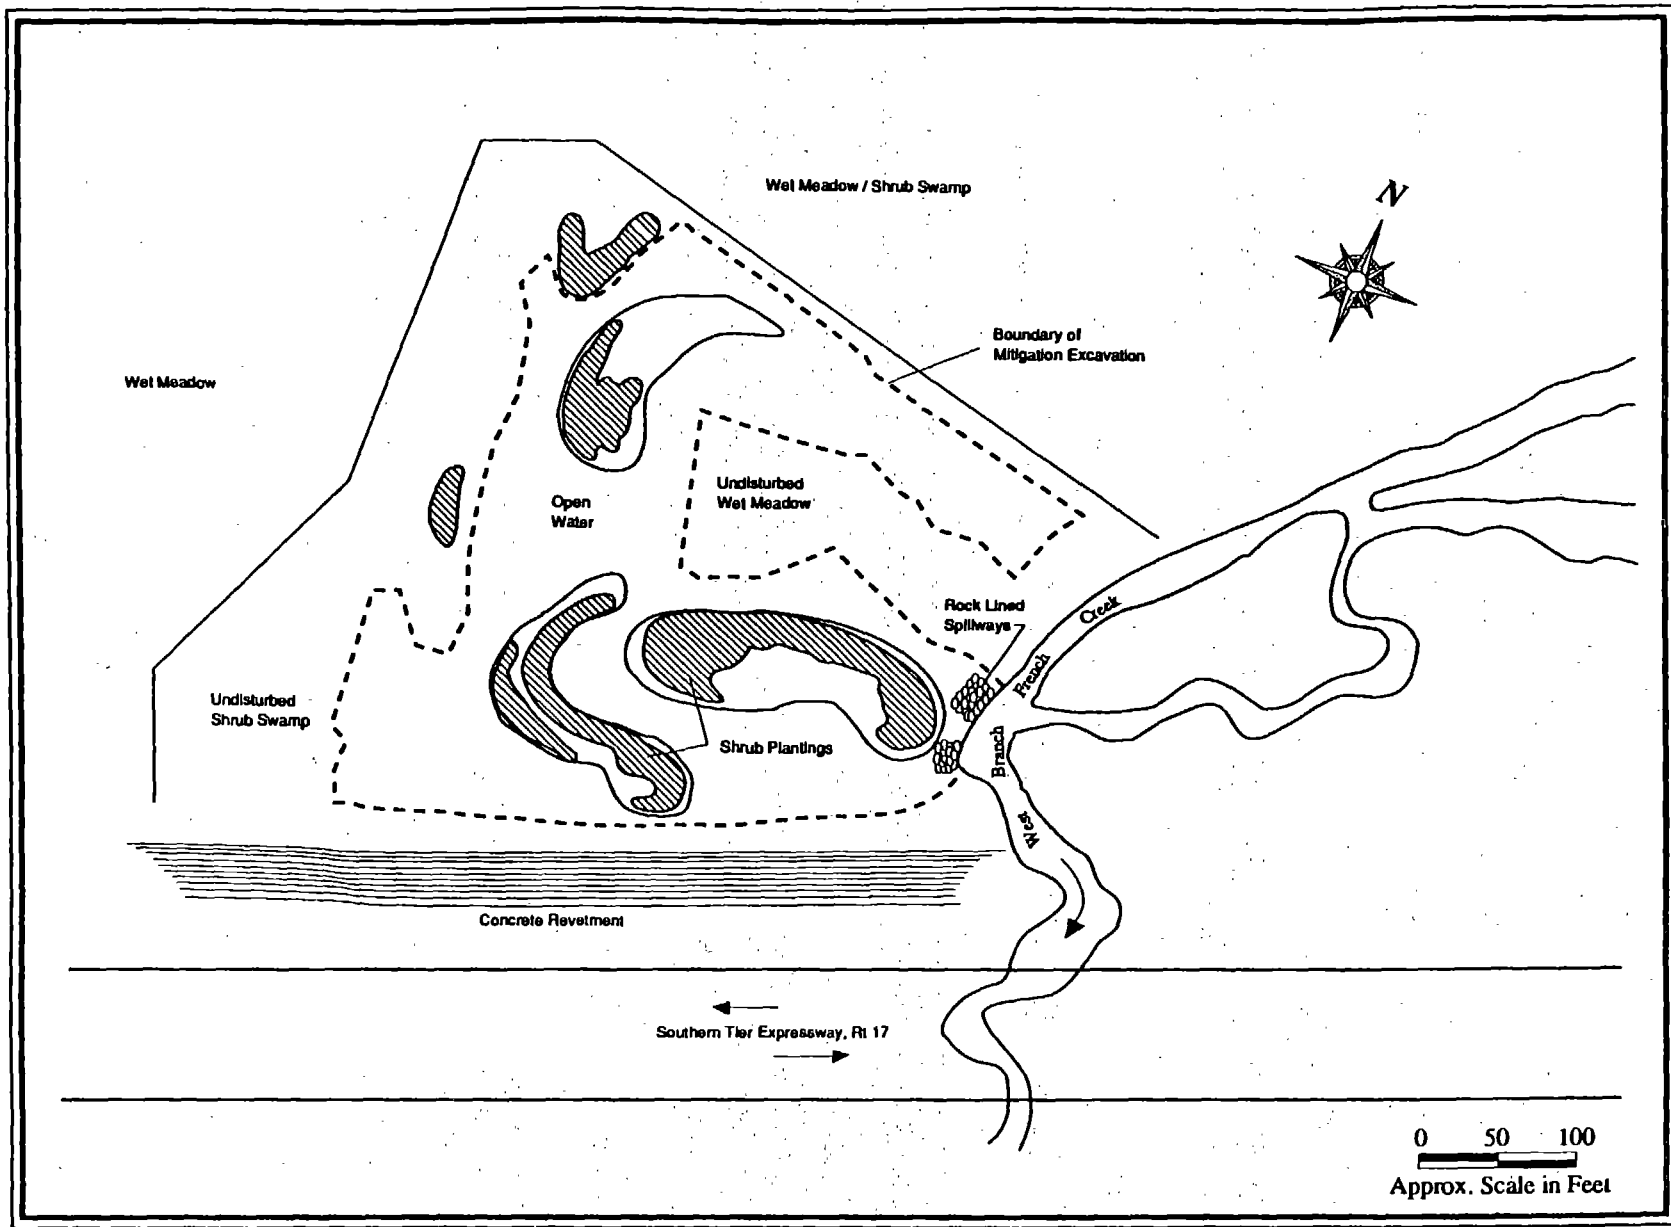 Wet Meadow / Shrub Swamp
N
Boundary of
Mitigation Excavation
Wet Meadow
Undisturbed
Wet Meadow
Open
Water
Rock Lined
Spillways
Creek
French
Branch
West
Undisturbed
Shrub Swamp
Shrub Plantings
Concrete Revetment
Southern Tier Expressway, Rt 17
0 50 100
Approx. Scale in Feet